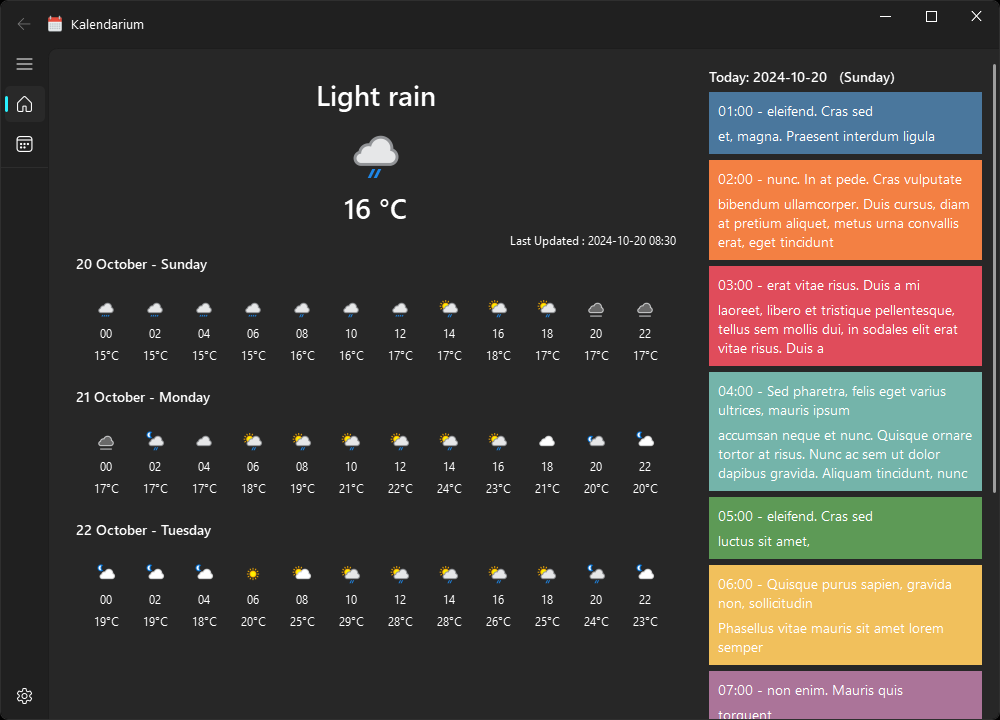 Kalendarium
Light rain
16 °C
Last Updated : 2024-10-20 08:30
20 October - Sunday
00 02 04 06 08 10 12 14 16 18 20 22
15°C 15°C 15°C 15°C 16°C 16°C 17°C 17°C 18°C 17°C 17°C 17°C
21 October - Monday
00 02 04 06 08 10 12 14 16 18 20 22
17°C 17°C 17°C 18°C 19°C 21°C 22°C 24°C 23°C 21°C 20°C 20°C
22 October - Tuesday
00 02 04 06 08 10 12 14 16 18 20 22
19°C 19°C 18°C 20°C 25°C 29°C 28°C 28°C 26°C 25°C 24°C 23°C
Today: 2024-10-20 (Sunday)
01:00 - eleifend. Cras sed
et, magna. Praesent interdum ligula
02:00 - nunc. In at pede. Cras vulputate
bibendum ullamcorper. Duis cursus, diam
at pretium aliquet, metus urna convallis
erat, eget tincidunt
03:00 - erat vitae risus. Duis a mi
laoreet, libero et tristique pellentesque,
tellus sem mollis dui, in sodales elit erat
vitae risus. Duis a
04:00 - Sed pharetra, felis eget varius
ultrices, mauris ipsum
accumsan neque et nunc. Quisque ornare
tortor at risus. Nunc ac sem ut dolor
dapibus gravida. Aliquam tincidunt, nunc
05:00 - eleifend. Cras sed
luctus sit amet,
06:00 - Quisque purus sapien, gravida
non, sollicitudin
Phasellus vitae mauris sit amet lorem
semper
07:00 - non enim. Mauris quis
torquent